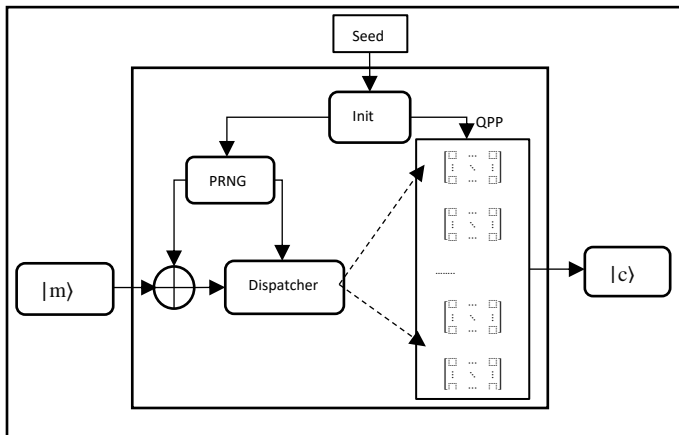 Seed
Init
QPP
PRNG
|m⟩
Dispatcher
........
|c⟩